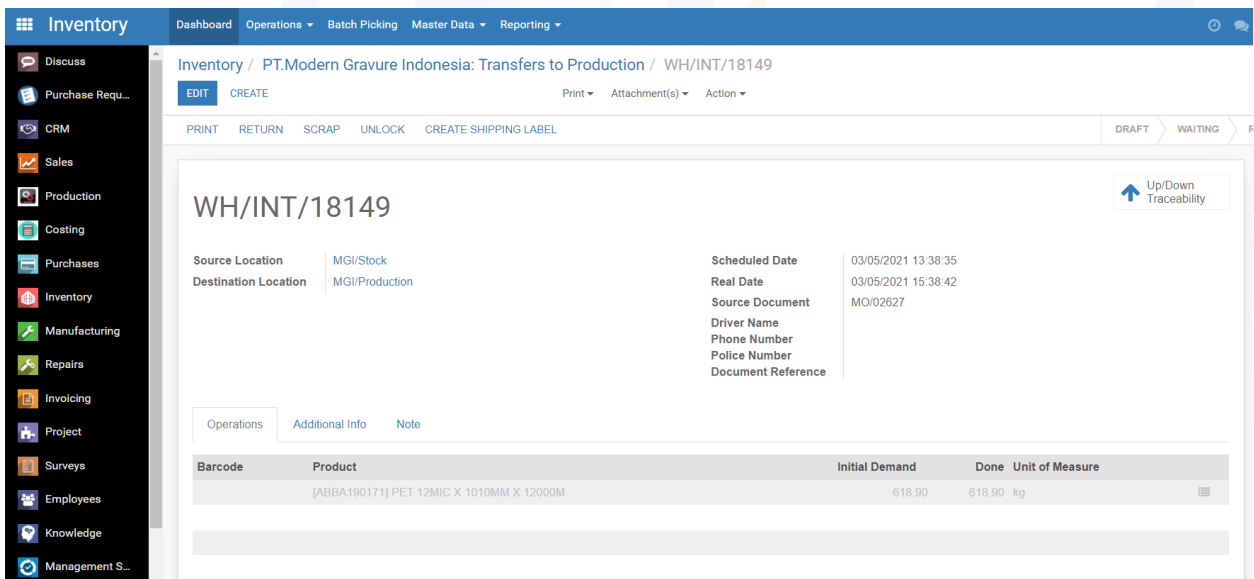 Inventory
Dashboard Operations Batch Picking Master Data Reporting
Discuss
Purchase Requ...
CRM
Sales
Production
Costing
Purchases
Inventory
Manufacturing
Repairs
Invoicing
Project
Surveys
Employees
Knowledge
Management S...
Inventory / PT.Modern Gravure Indonesia: Transfers to Production / WH/INT/18149
EDIT CREATE Print Attachment(s) Action
PRINT RETURN SCRAP UNLOCK CREATE SHIPPING LABEL DRAFT WAITING
Up/Down
Traceability
WH/INT/18149
Source Location MGI/Stock
Destination Location MGI/Production
Scheduled Date 03/05/2021 13:38:35
Real Date 03/05/2021 15:38:42
Source Document MO/02627
Driver Name
Phone Number
Police Number
Document Reference
Operations Additional Info Note
Barcode Product Initial Demand Done Unit of Measure
[ABBA190171] PET 12MIC X 1010MM X 12000M 618.90 618.90 kg